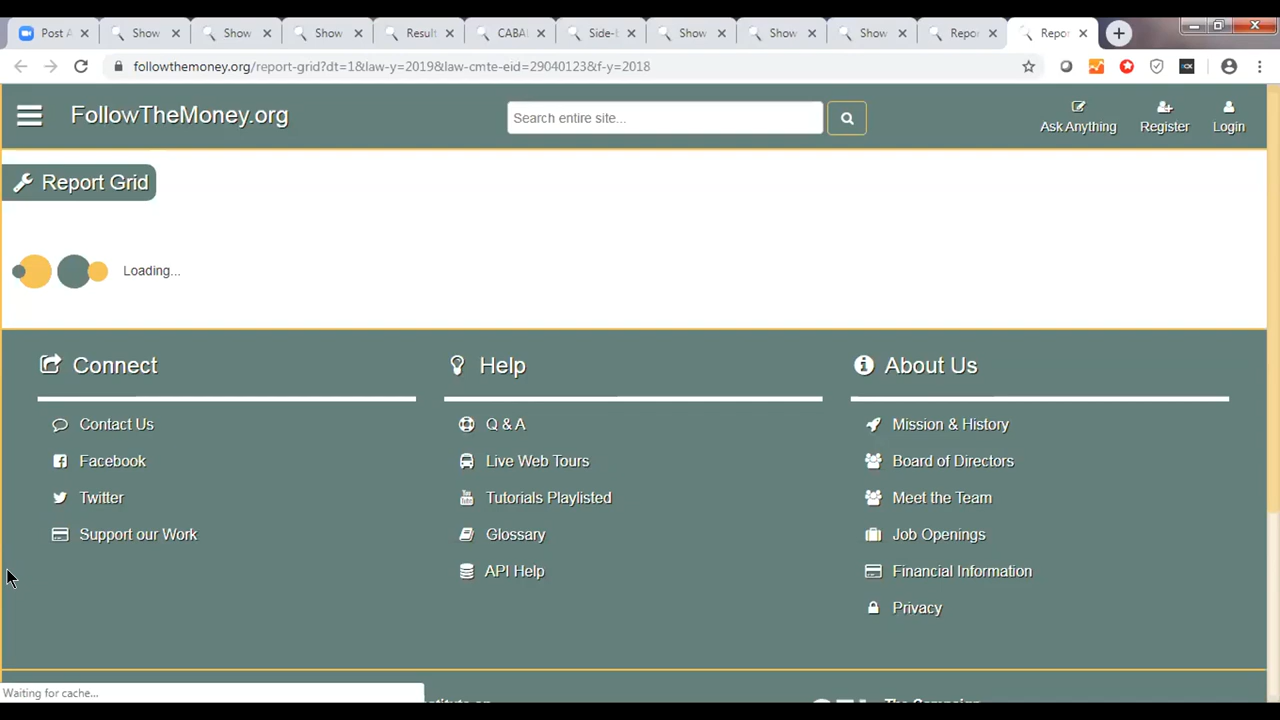 Post A Show Show Show Result CABI Side-b Show Show Show Repo Repor
followthemoney.org/report-grid?dt=1&law-y=2019&law-cmte-eid=29040123&f-y=2018
FollowTheMoney.org
Search entire site...
Ask Anything
Register
Login
Report Grid
Loading...
Connect
Contact Us
Facebook
Twitter
Support our Work
Help
Q & A
Live Web Tours
Tutorials Playlisted
Glossary
API Help
About Us
Mission & History
Board of Directors
Meet the Team
Job Openings
Financial Information
Privacy
Waiting for cache...